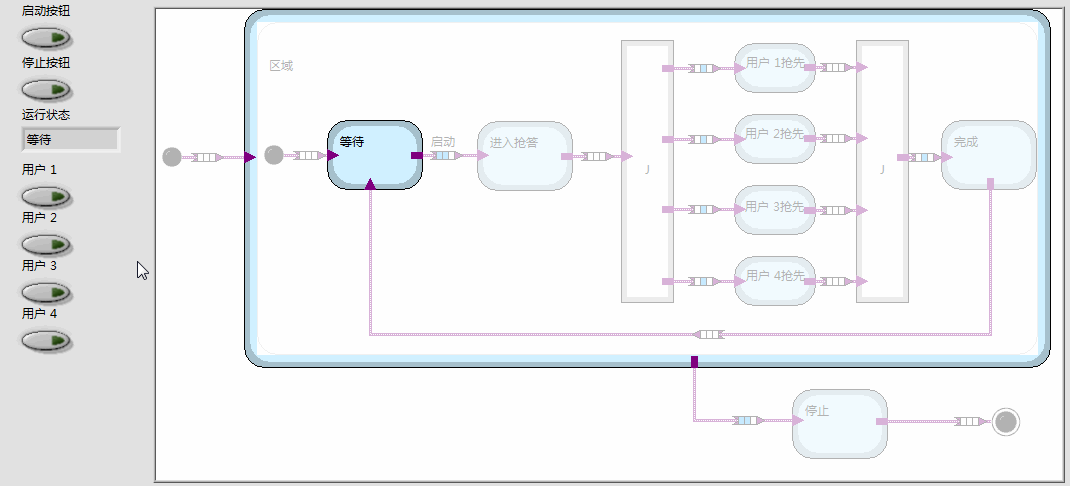 启动按钮
停止按钮
运行状态
等待
用户 1
用户 2
用户 3
用户 4
区域
等待
启动
进入抢答
J
用户 1抢先
用户 2抢先
用户 3抢先
用户 4抢先
J
完成
停止